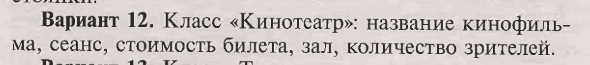 Вариант 12. Класс «Кинотеатр»: название кинофиль-
ма, сеанс, стоимость билета, зал, количество зрителей.